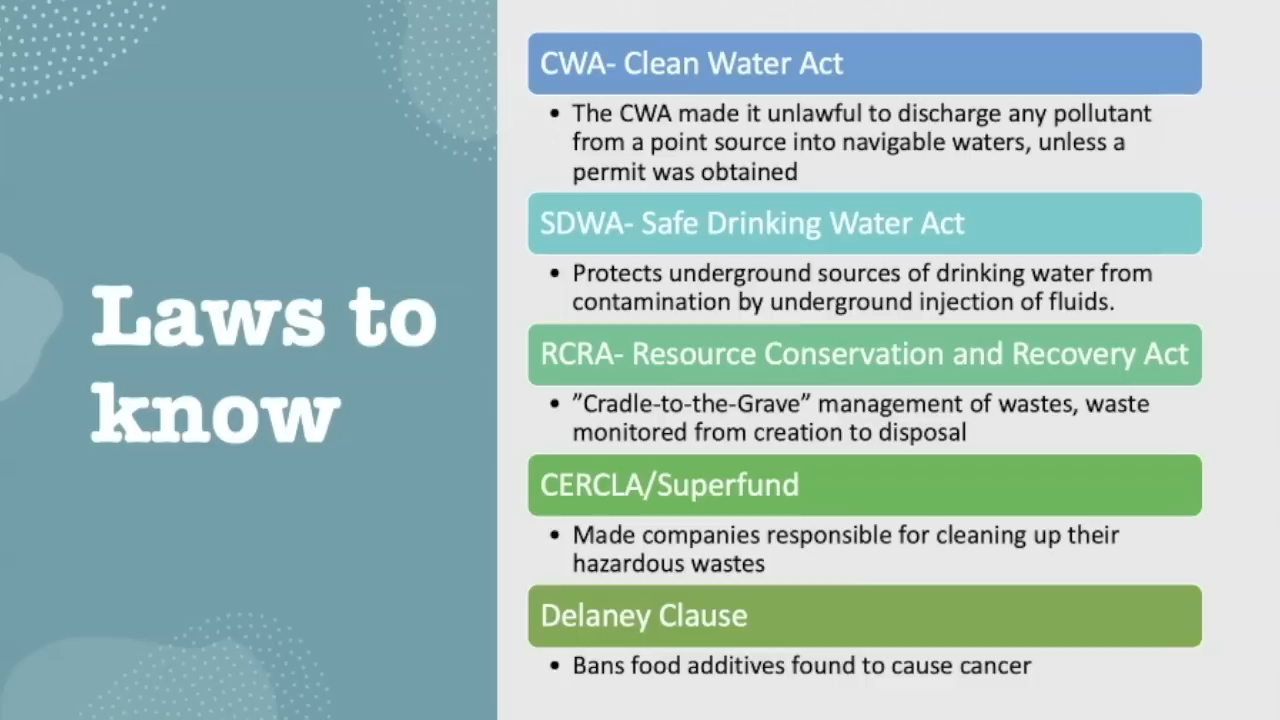 Laws to
know
CWA- Clean Water Act
• The CWA made it unlawful to discharge any pollutant
from a point source into navigable waters, unless a
permit was obtained
SDWA- Safe Drinking Water Act
• Protects underground sources of drinking water from
contamination by underground injection of fluids.
RCRA- Resource Conservation and Recovery Act
• ”Cradle-to-the-Grave” management of wastes, waste
monitored from creation to disposal
CERCLA/Superfund
• Made companies responsible for cleaning up their
hazardous wastes
Delaney Clause
• Bans food additives found to cause cancer